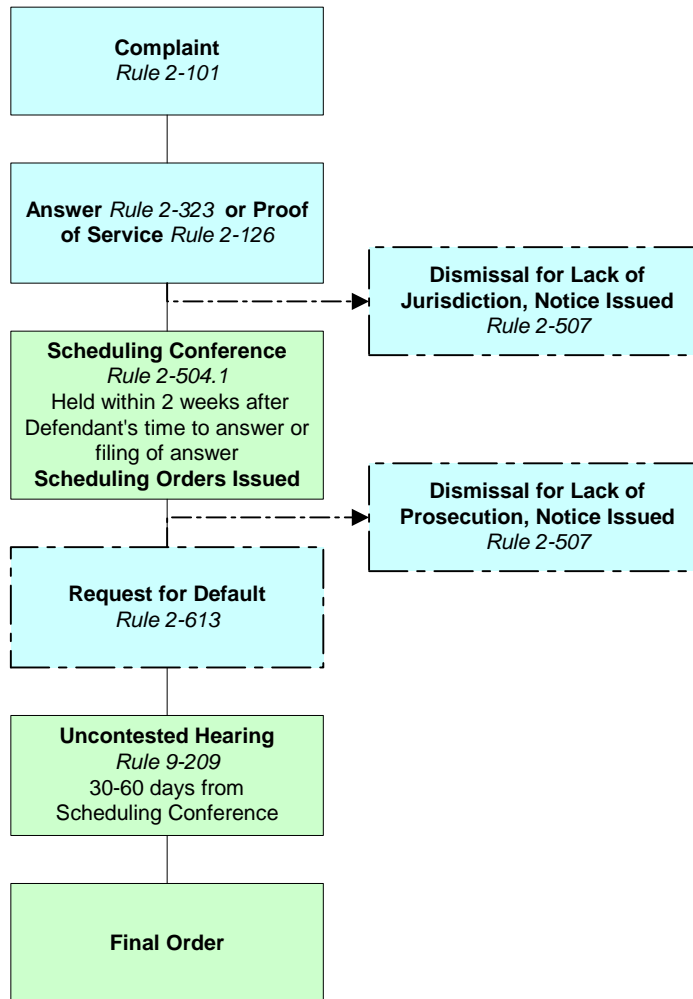 Complaint
Rule 2-101
Answer Rule 2-323 or Proof
of Service Rule 2-126
Dismissal for Lack of
Jurisdiction, Notice Issued
Rule 2-507
Scheduling Conference
Rule 2-504.1
Held within 2 weeks after
Defendant's time to answer or
filing of answer
Scheduling Orders Issued
Dismissal for Lack of
Prosecution, Notice Issued
Rule 2-507
Request for Default
Rule 2-613
Uncontested Hearing
Rule 9-209
30-60 days from
Scheduling Conference
Final Order